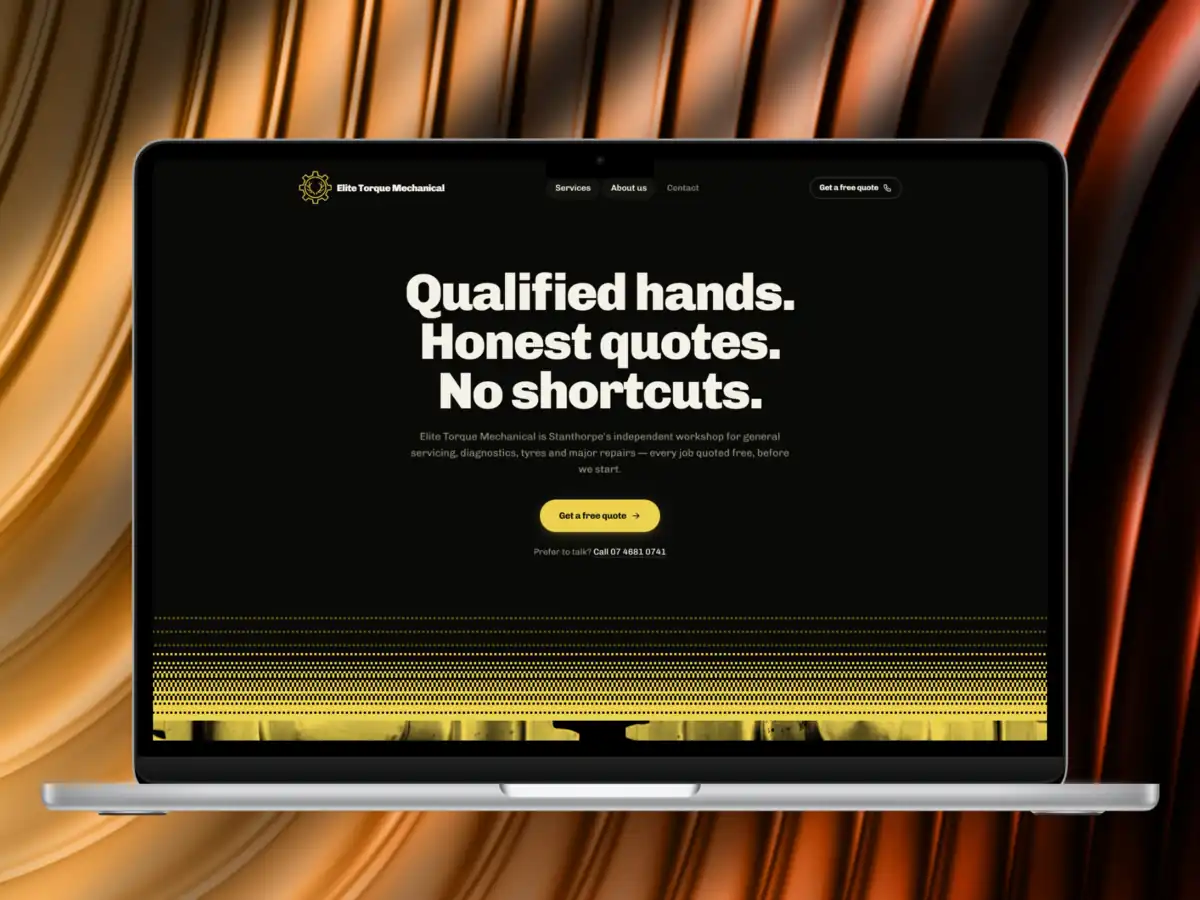 Elite Torque Mechanical
Services
About us
Contact
Get a free quote
Qualified hands.
Honest quotes.
No shortcuts.
Elite Torque Mechanical is Stanthorpe's independent workshop for general
servicing, diagnostics, tyres and major repairs — every job quoted free, before
we start.
Get a free quote →
Prefer to talk? Call 07 4681 0741